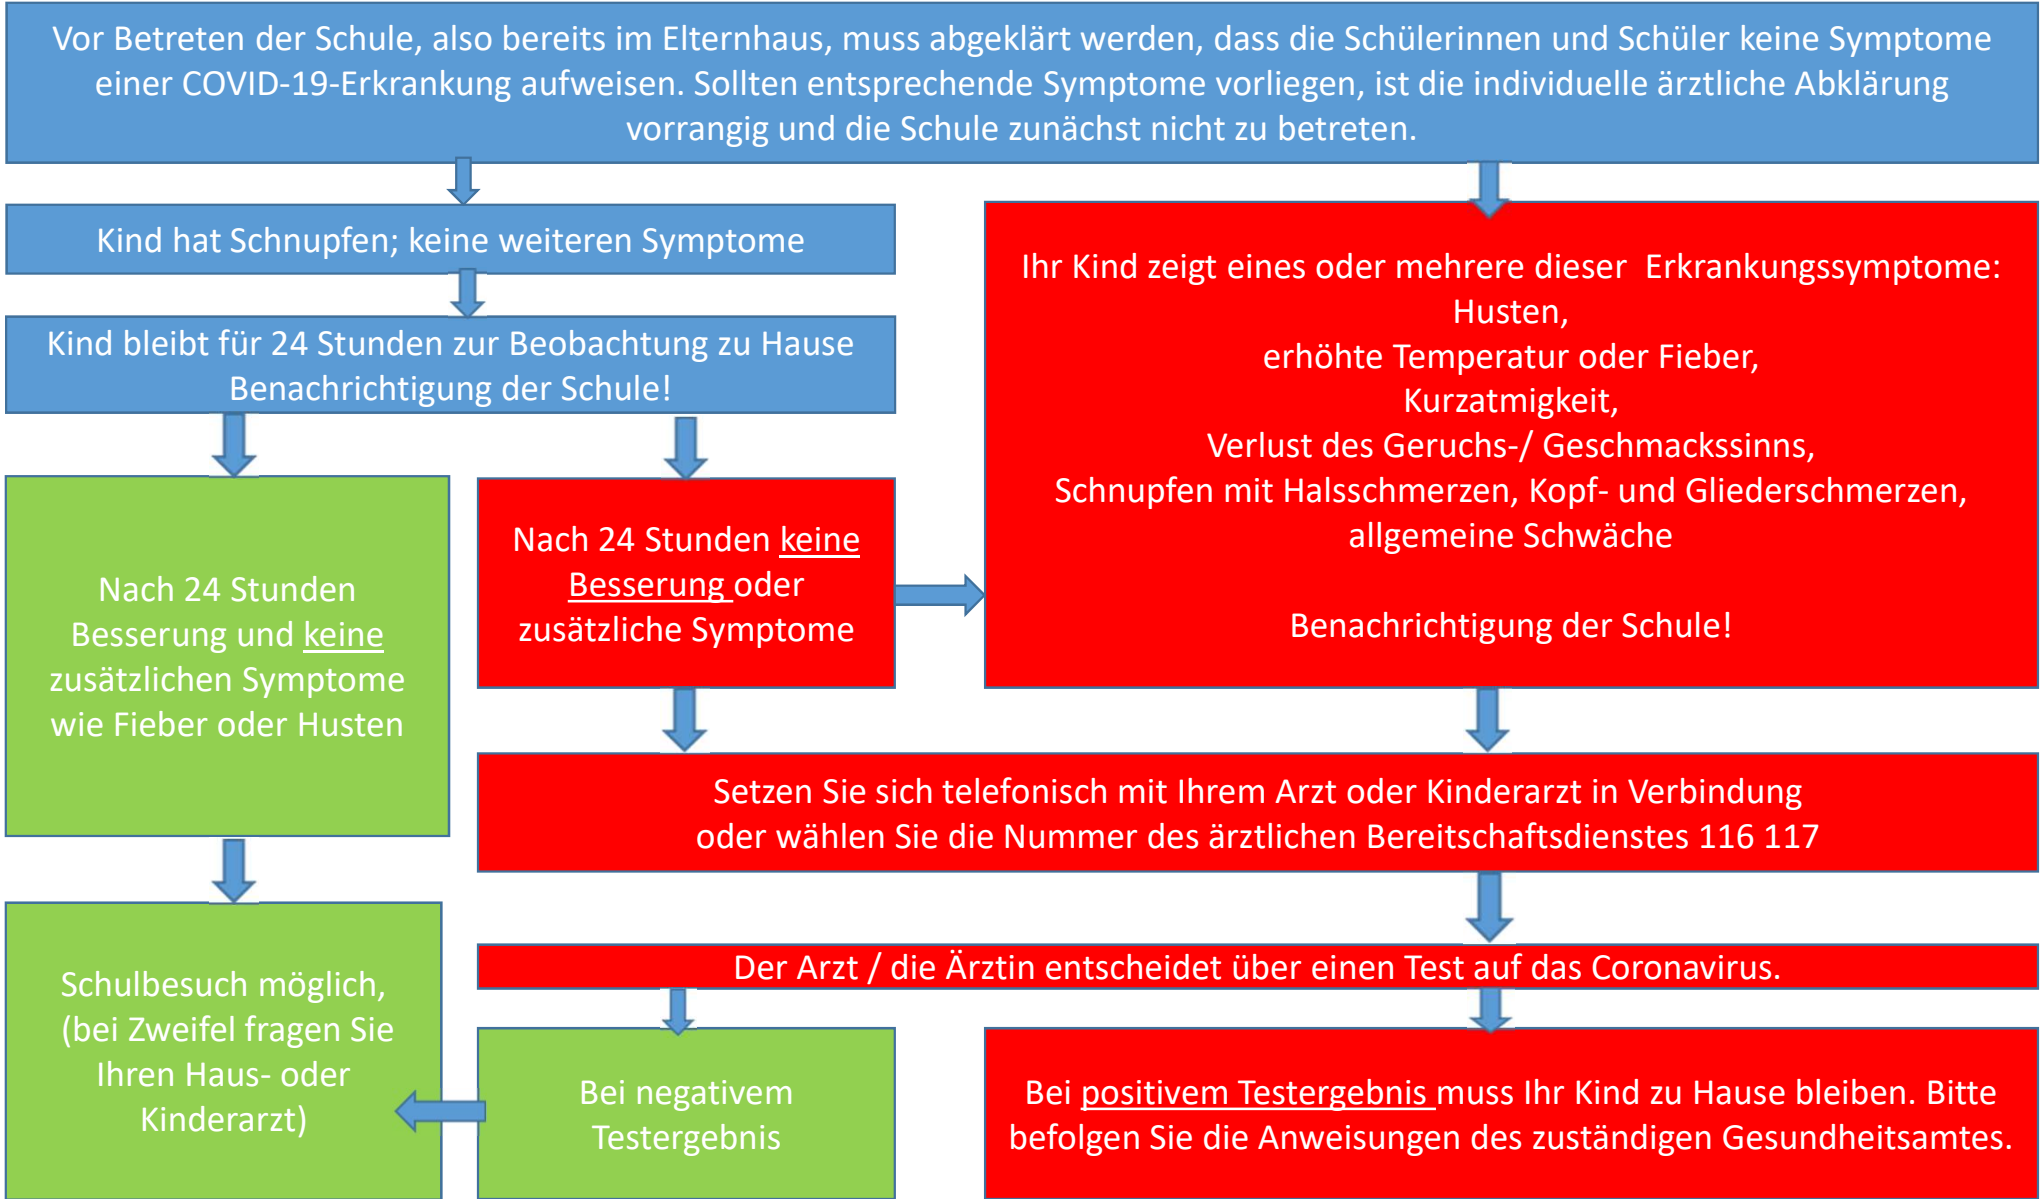 Vor Betreten der Schule, also bereits im Elternhaus, muss abgeklärt werden, dass die Schülerinnen und Schüler keine Symptome
einer COVID-19-Erkrankung aufweisen. Sollten entsprechende Symptome vorliegen, ist die individuelle ärztliche Abklärung
vorrangig und die Schule zunächst nicht zu betreten.
Kind hat Schnupfen; keine weiteren Symptome
Kind bleibt für 24 Stunden zur Beobachtung zu Hause
Benachrichtigung der Schule!
Ihr Kind zeigt eines oder mehrere dieser Erkrankungssymptome:
Husten,
erhöhte Temperatur oder Fieber,
Kurzatmigkeit,
Verlust des Geruchs-/ Geschmackssinns,
Schnupfen mit Halsschmerzen, Kopf- und Gliederschmerzen,
allgemeine Schwäche
Benachrichtigung der Schule!
Nach 24 Stunden
Besserung und keine
zusätzlichen Symptome
wie Fieber oder Husten
Nach 24 Stunden keine
Besserung oder
zusätzliche Symptome
Setzen Sie sich telefonisch mit Ihrem Arzt oder Kinderarzt in Verbindung
oder wählen Sie die Nummer des ärztlichen Bereitschaftsdienstes 116 117
Der Arzt / die Ärztin entscheidet über einen Test auf das Coronavirus.
Schulbesuch möglich,
(bei Zweifel fragen Sie
Ihren Haus- oder
Kinderarzt)
Bei negativem
Testergebnis
Bei positivem Testergebnis muss Ihr Kind zu Hause bleiben. Bitte
befolgen Sie die Anweisungen des zuständigen Gesundheitsamtes.